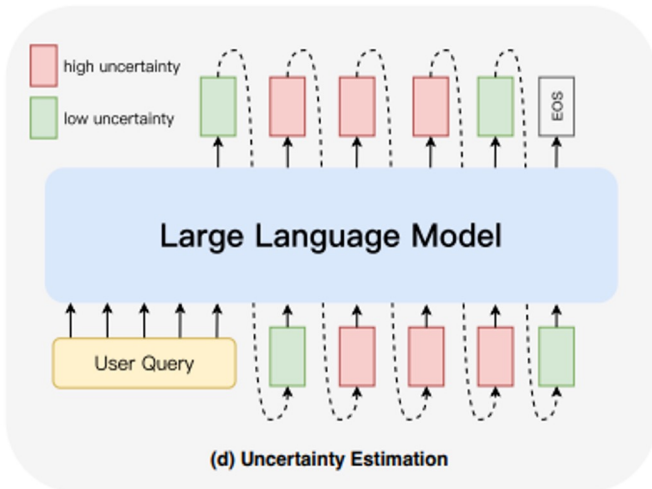 high uncertainty
low uncertainty
EOS
Large Language Model
User Query
(d) Uncertainty Estimation